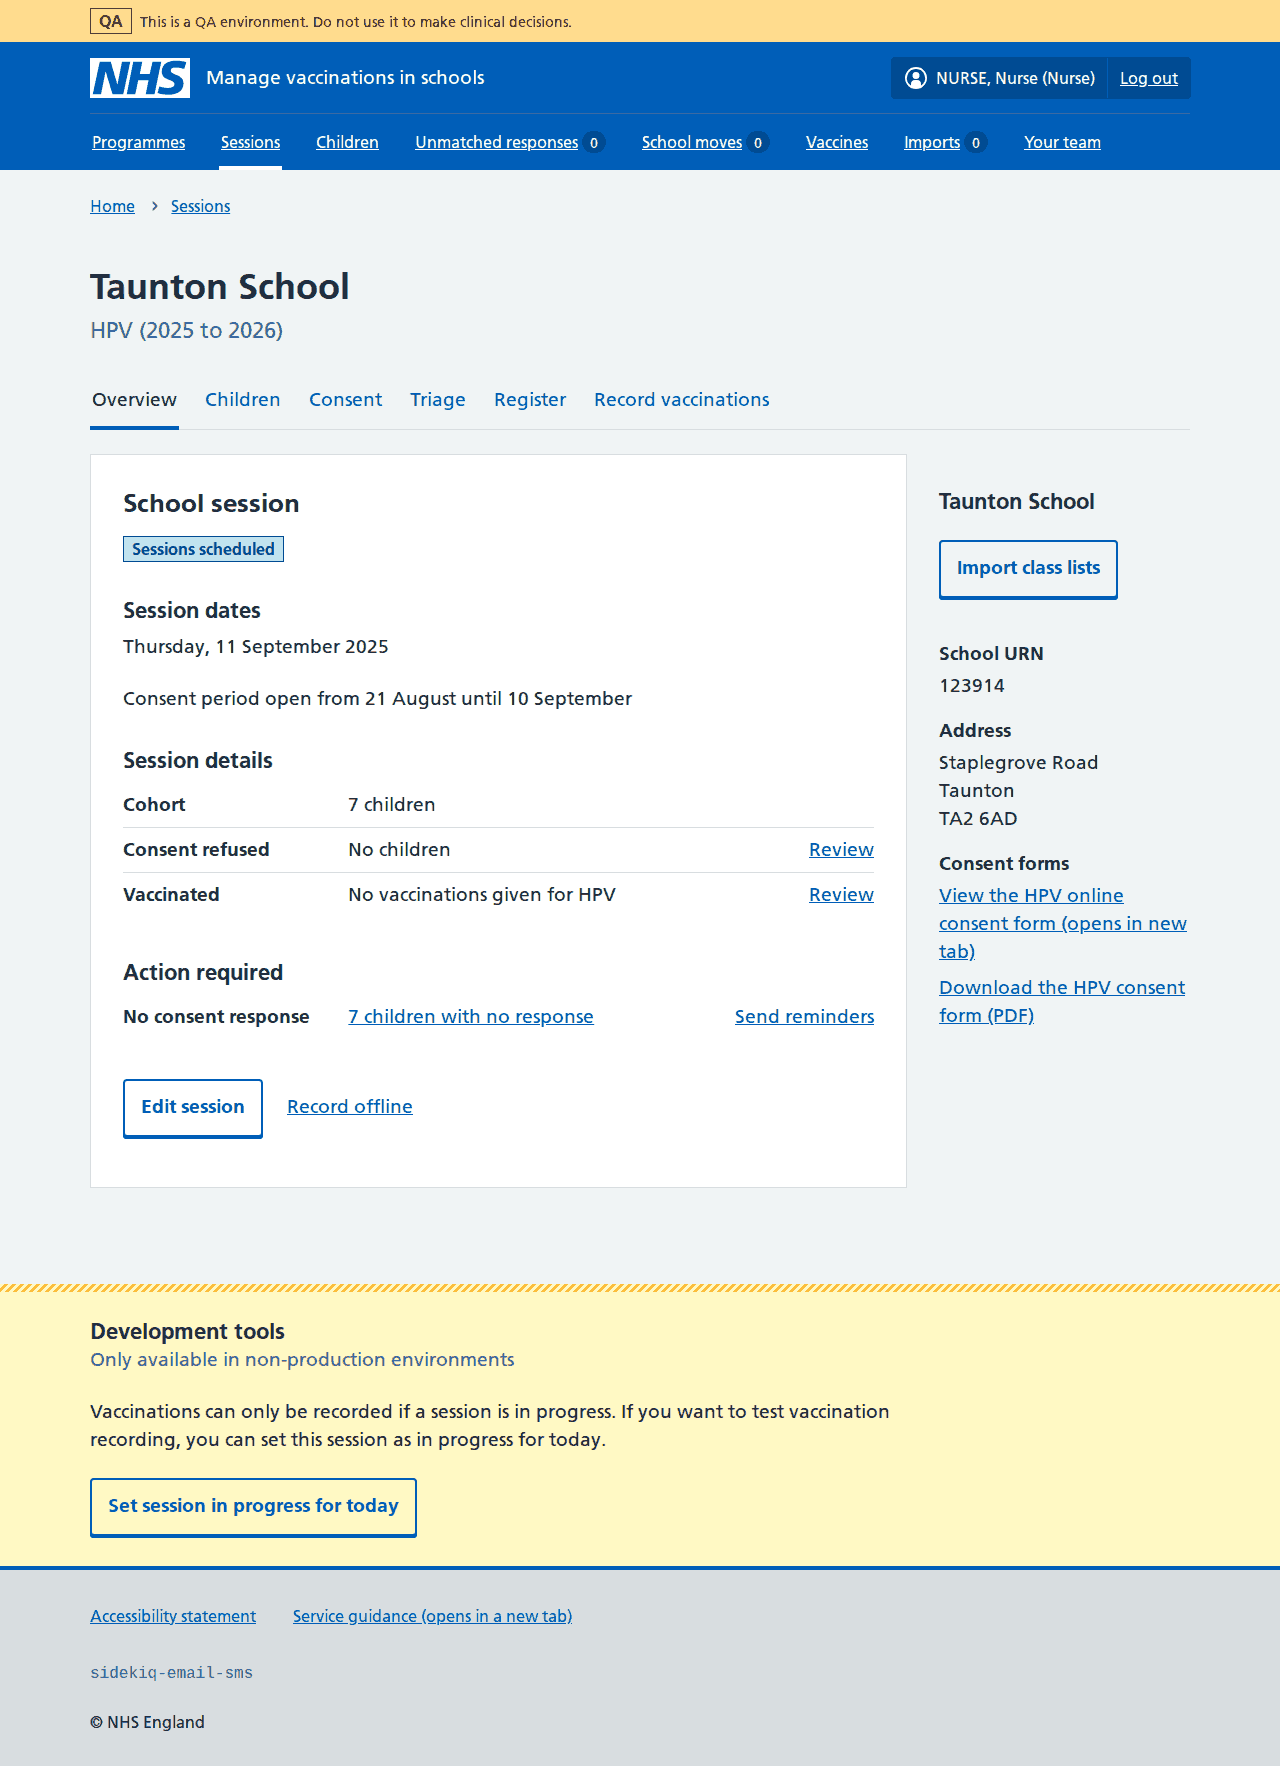 QA This is a QA environment. Do not use it to make clinical decisions.
NHS Manage vaccinations in schools NURSE, Nurse (Nurse) Log out
Programmes Sessions Children Unmatched responses 0 School moves 0 Vaccines Imports 0 Your team
Home › Sessions
Taunton School
HPV (2025 to 2026)
Overview Children Consent Triage Register Record vaccinations
School session
Sessions scheduled
Session dates
Thursday, 11 September 2025
Consent period open from 21 August until 10 September
Session details
Cohort 7 children
Consent refused No children Review
Vaccinated No vaccinations given for HPV Review
Action required
No consent response 7 children with no response Send reminders
Edit session Record offline
Taunton School
Import class lists
School URN
123914
Address
Staplegrove Road
Taunton
TA2 6AD
Consent forms
View the HPV online
consent form (opens in new
tab)
Download the HPV consent
form (PDF)
Development tools
Only available in non-production environments
Vaccinations can only be recorded if a session is in progress. If you want to test vaccination
recording, you can set this session as in progress for today.
Set session in progress for today
Accessibility statement Service guidance (opens in a new tab)
sidekiq-email-sms
© NHS England